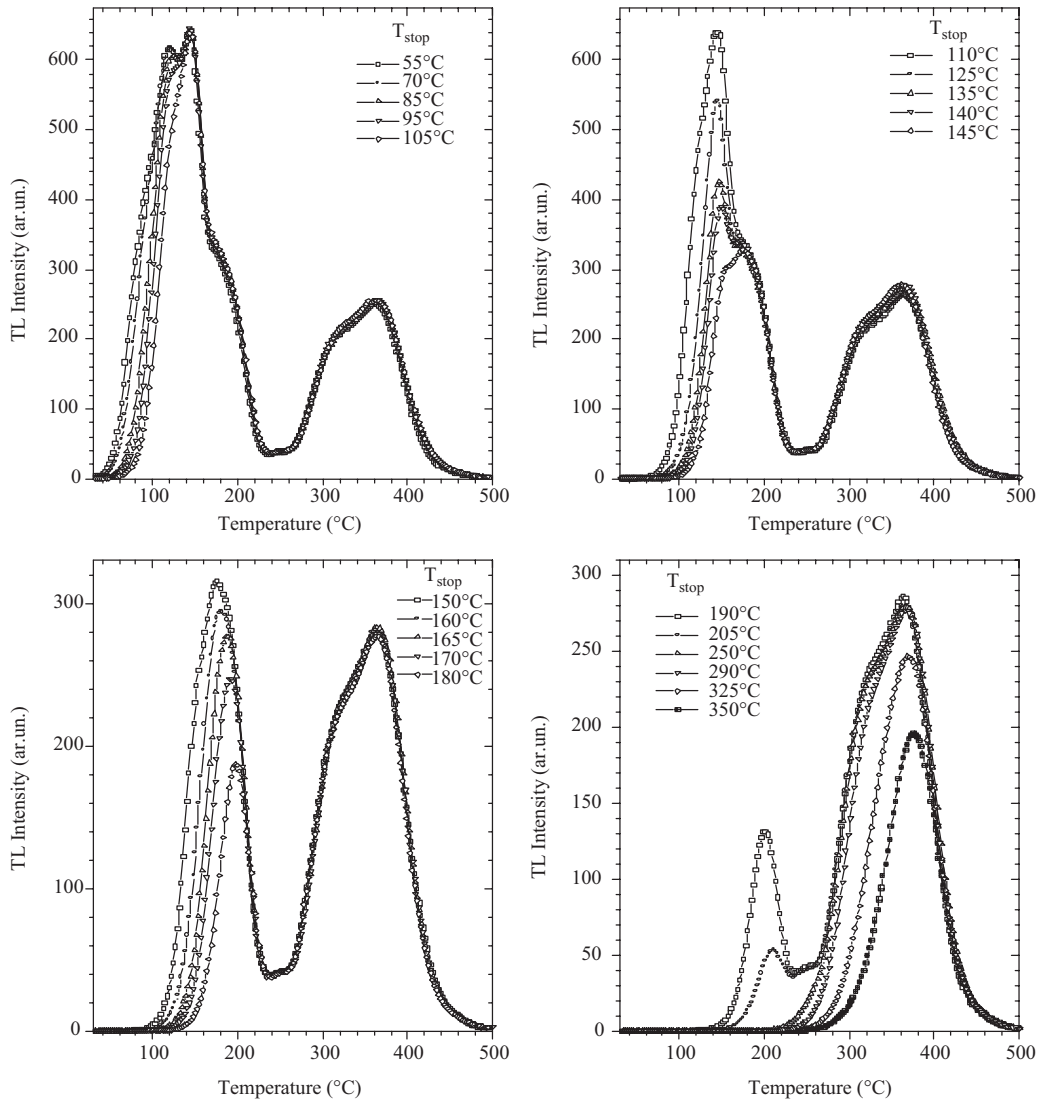 T_stop
55°C
70°C
85°C
95°C
105°C
600
500
400
300
200
100
0
TL Intensity (ar.un.)
100 200 300 400 500
Temperature (°C)
T_stop
110°C
125°C
135°C
140°C
145°C
600
500
400
300
200
100
0
TL Intensity (ar.un.)
100 200 300 400 500
Temperature (°C)
T_stop
150°C
160°C
165°C
170°C
180°C
300
200
100
0
TL Intensity (ar.un.)
100 200 300 400 500
Temperature (°C)
T_stop
190°C
205°C
250°C
290°C
325°C
350°C
300
250
200
150
100
50
0
TL Intensity (ar.un.)
100 200 300 400 500
Temperature (°C)